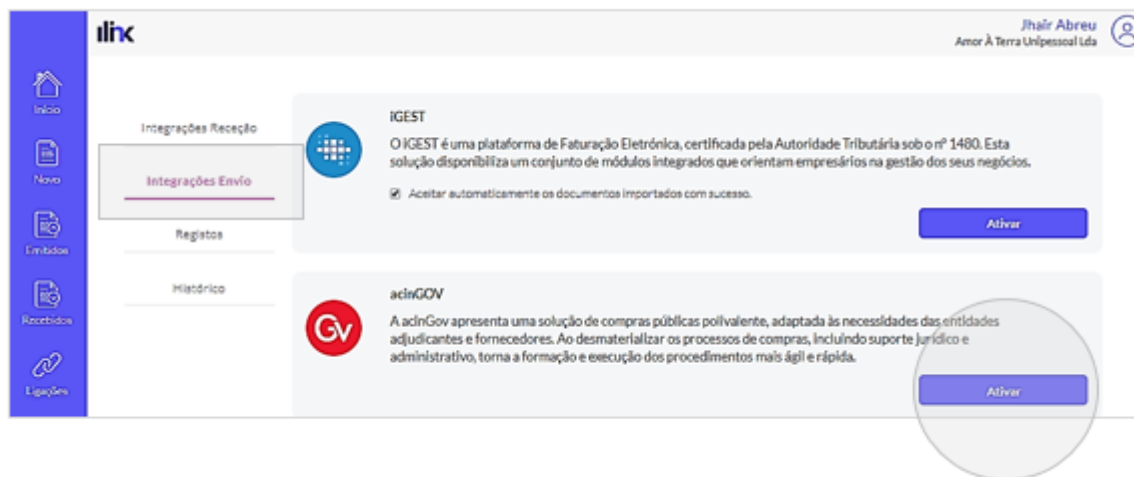 ilink
Jhaír Abreu
Amor À Terra Unipessoal Lda
Início
Novo
Emitidos
Recebidos
Ligações
Integrações Receção
Integrações Envio
Registos
Histórico
iGEST
O iGEST é uma plataforma de Faturação Eletrónica, certificada pela Autoridade Tributária sob o nº 1480. Esta
solução disponibiliza um conjunto de módulos integrados que orientam empresários na gestão dos seus negócios.
Aceitar automaticamente os documentos importados com sucesso.
Ativar
acinGOV
Gv
A acinGov apresenta uma solução de compras públicas polivalente, adaptada às necessidades das entidades
adjudicantes e fornecedores. Ao desmaterializar os processos de compras, incluindo suporte jurídico e
administrativo, torna a formação e execução dos procedimentos mais ágil e rápida.
Ativar